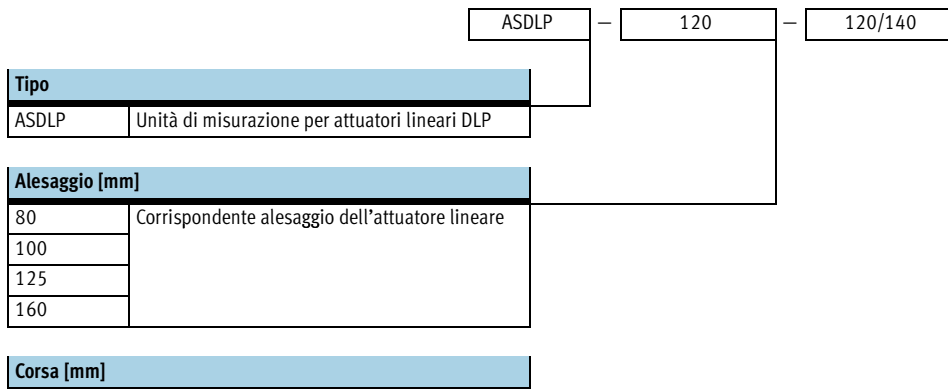 ASDLP – 120 – 120/140
Tipo
ASDLP Unità di misurazione per attuatori lineari DLP
Alesaggio [mm]
80 Corrispondente alesaggio dell'attuatore lineare
100
125
160
Corsa [mm]